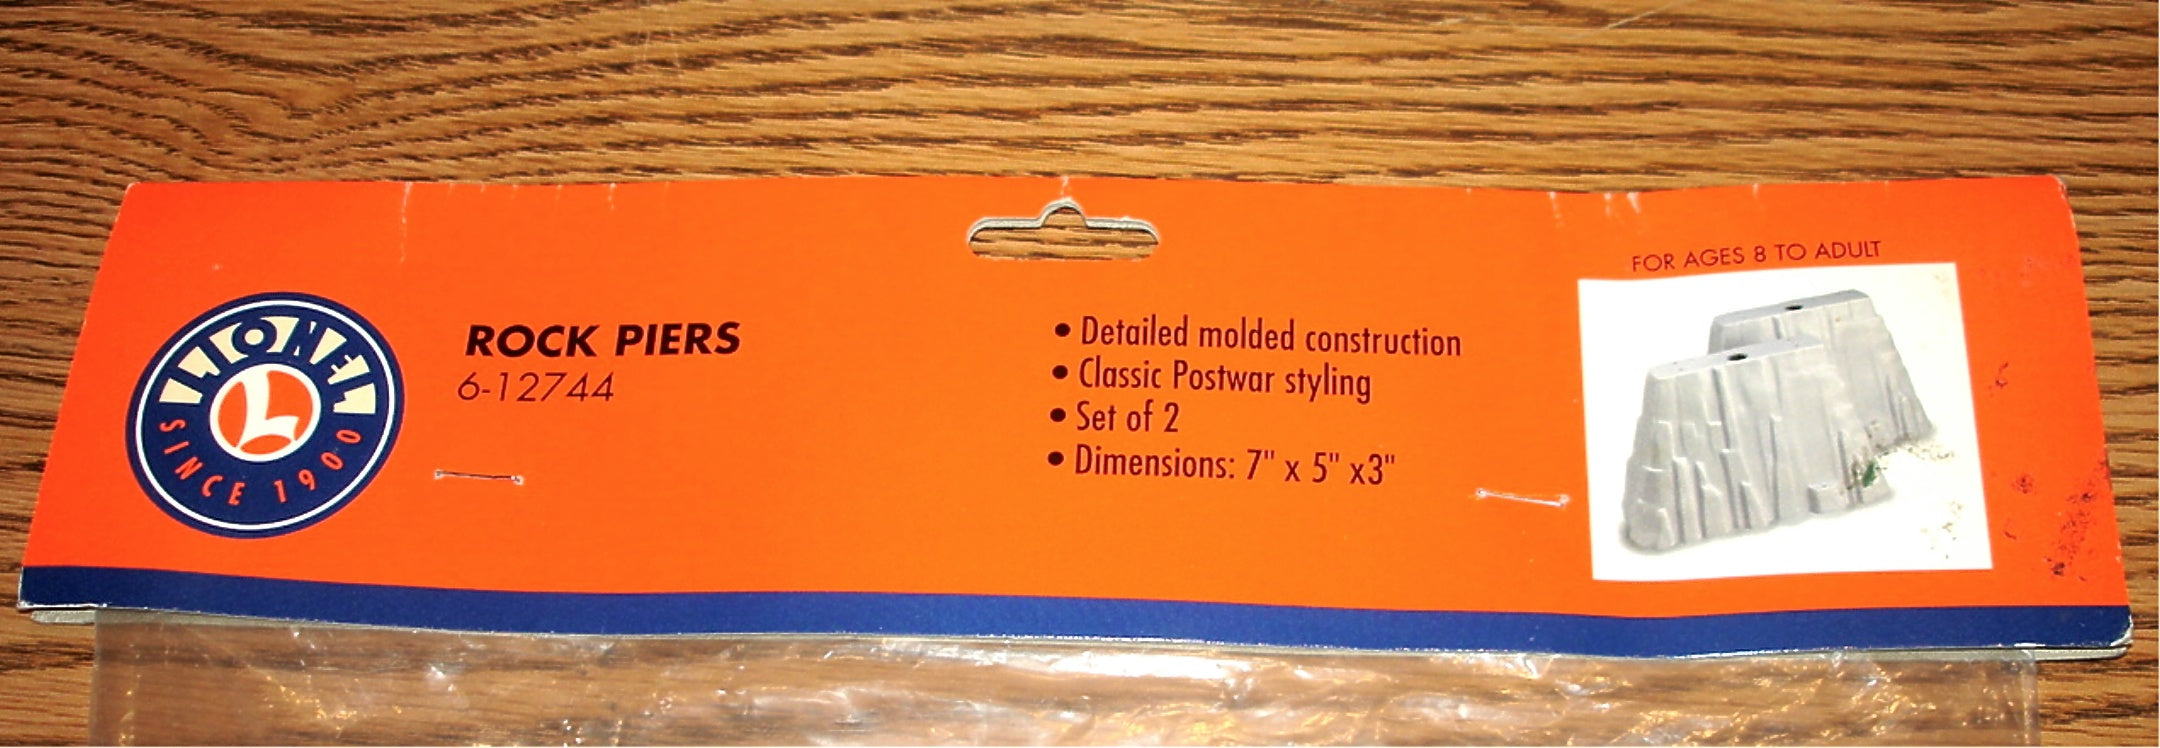 LIONEL
SINCE 1900
ROCK PIERS
6-12744
• Detailed molded construction
• Classic Postwar styling
• Set of 2
• Dimensions: 7" x 5" x3"
FOR AGES 8 TO ADULT